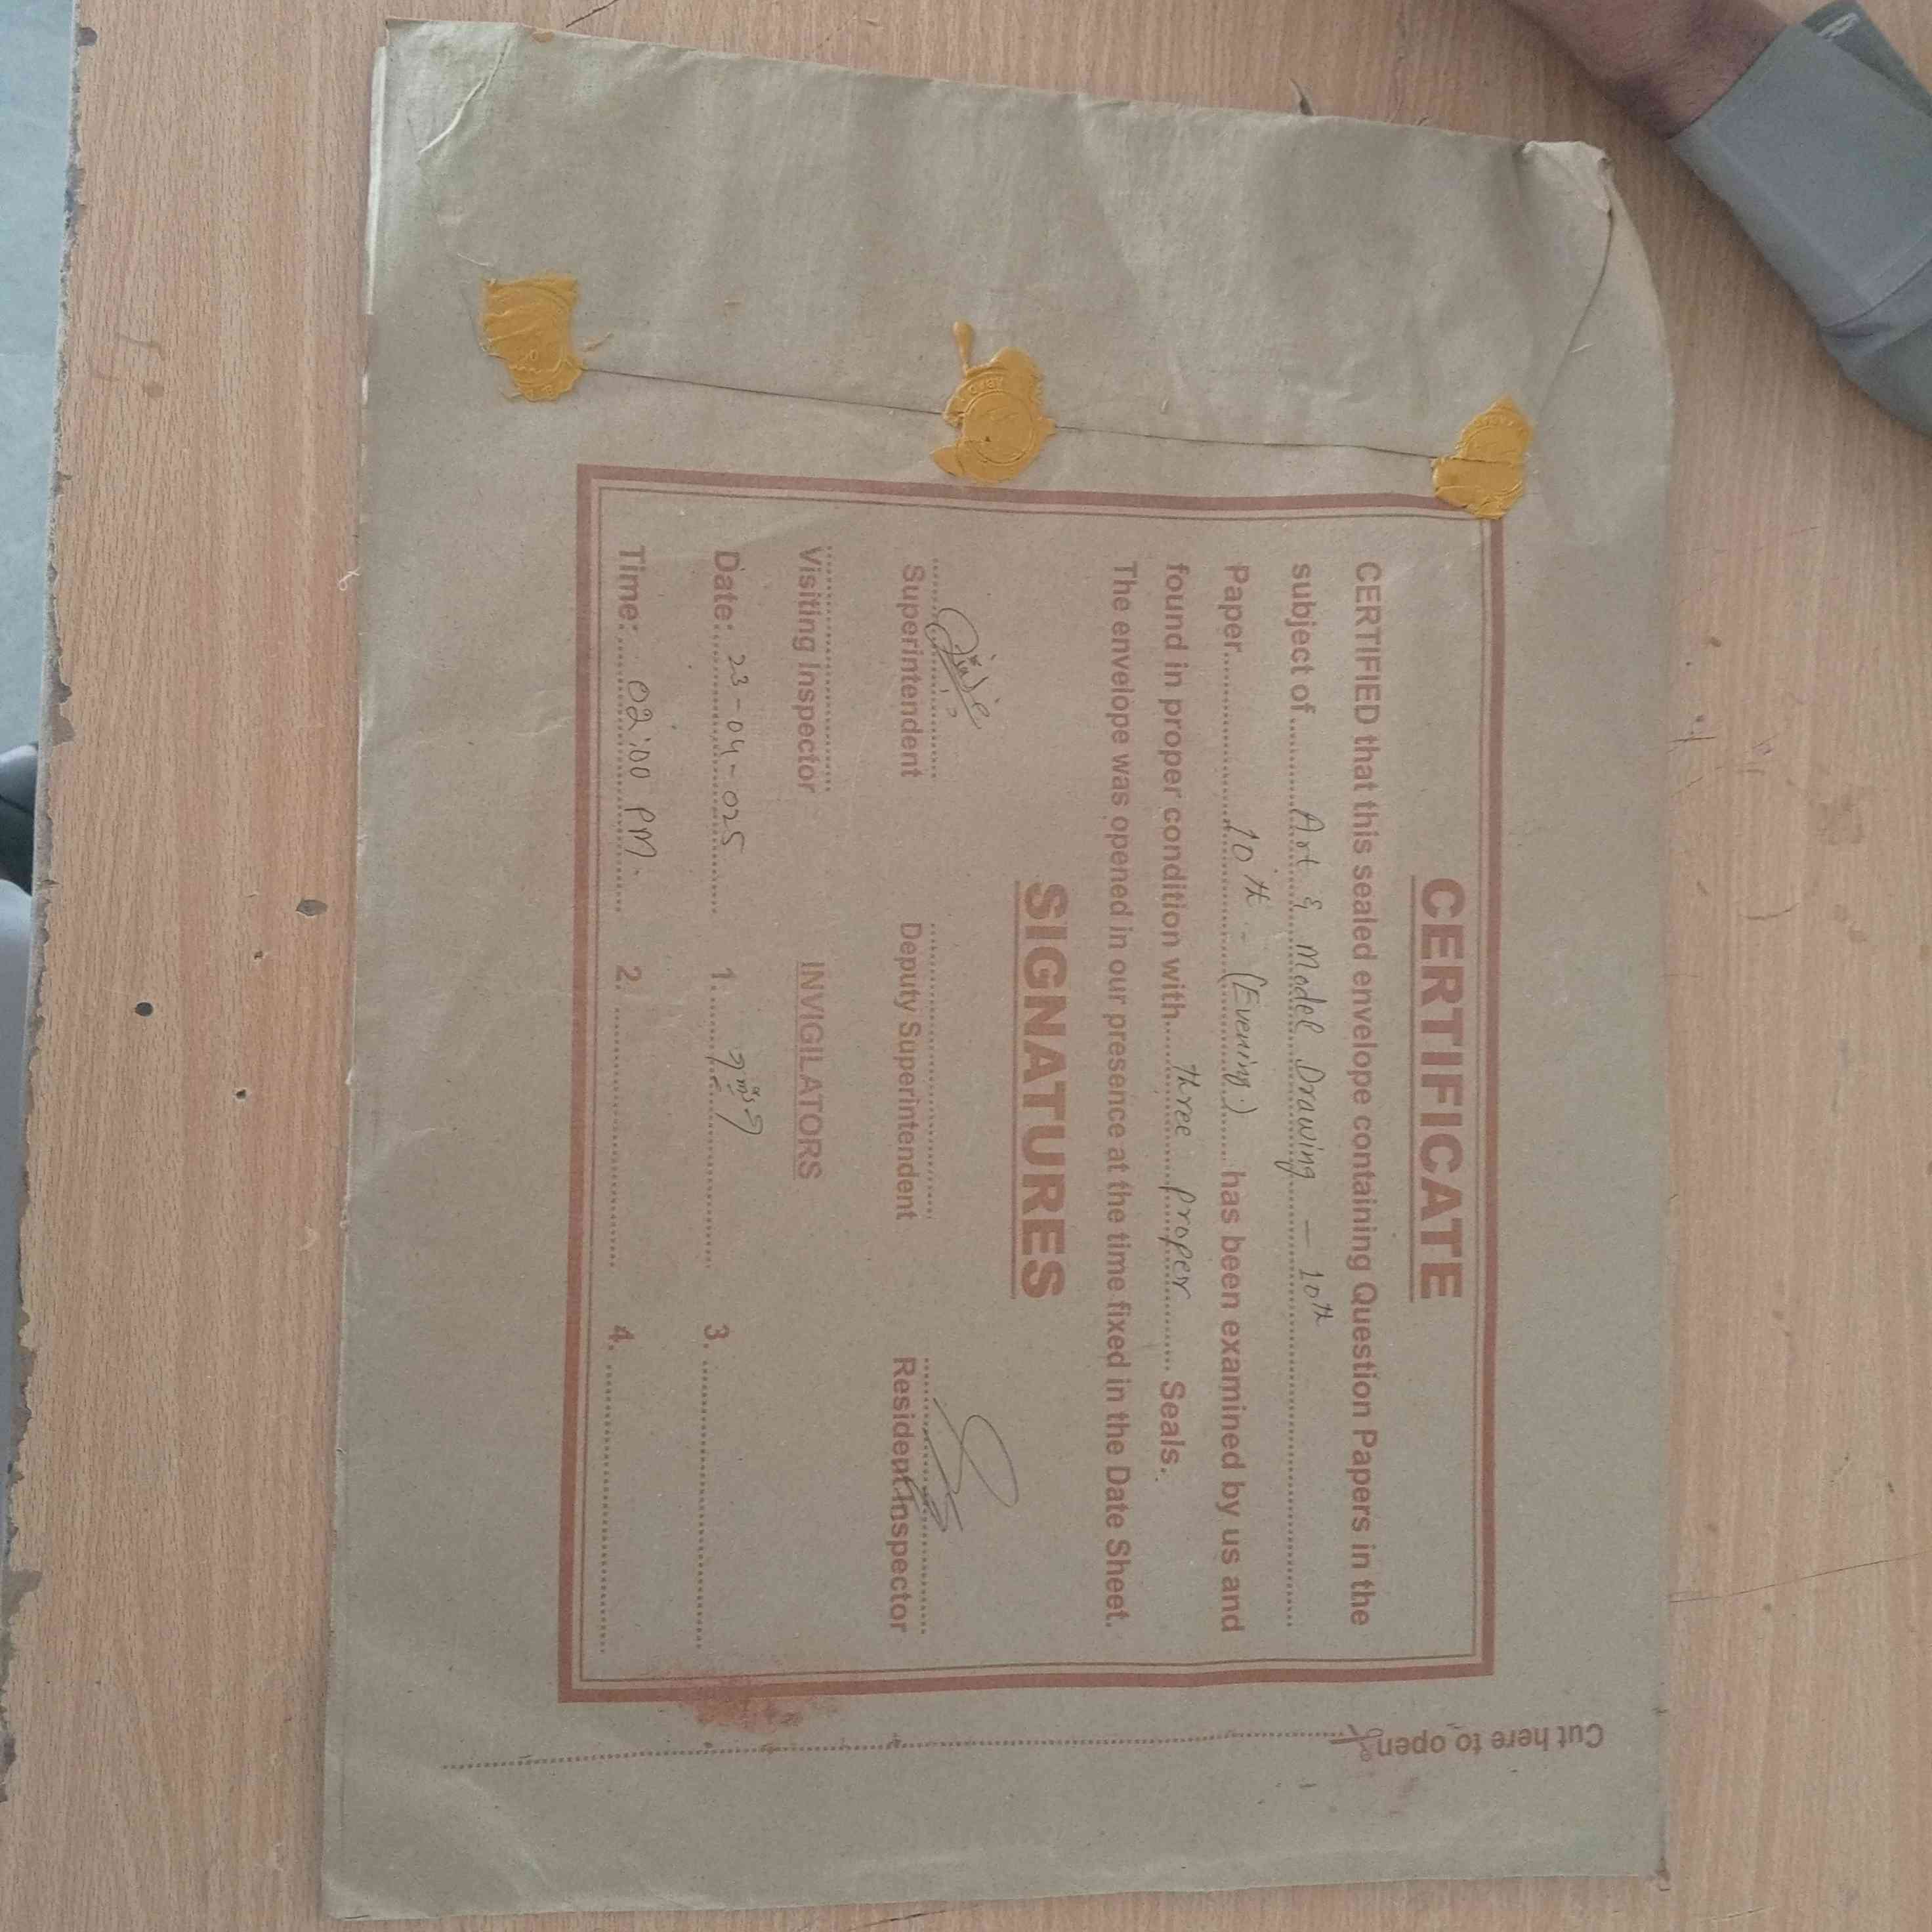 CERTIFICATE
CERTIFIED that this sealed envelope containing Question Papers in the
subject of Art & Model Drawing - 10th
Paper 10th - (Evening) has been examined by us and
found in proper condition with three proper Seals.
The envelope was opened in our presence at the time fixed in the Date Sheet.
SIGNATURES
Superintendent Deputy Superintendent Resident Inspector
Visiting Inspector INVIGILATORS
Date: 23-04-025 1. 3.
Time: 02:00 PM. 2. 4.
Cut here to open